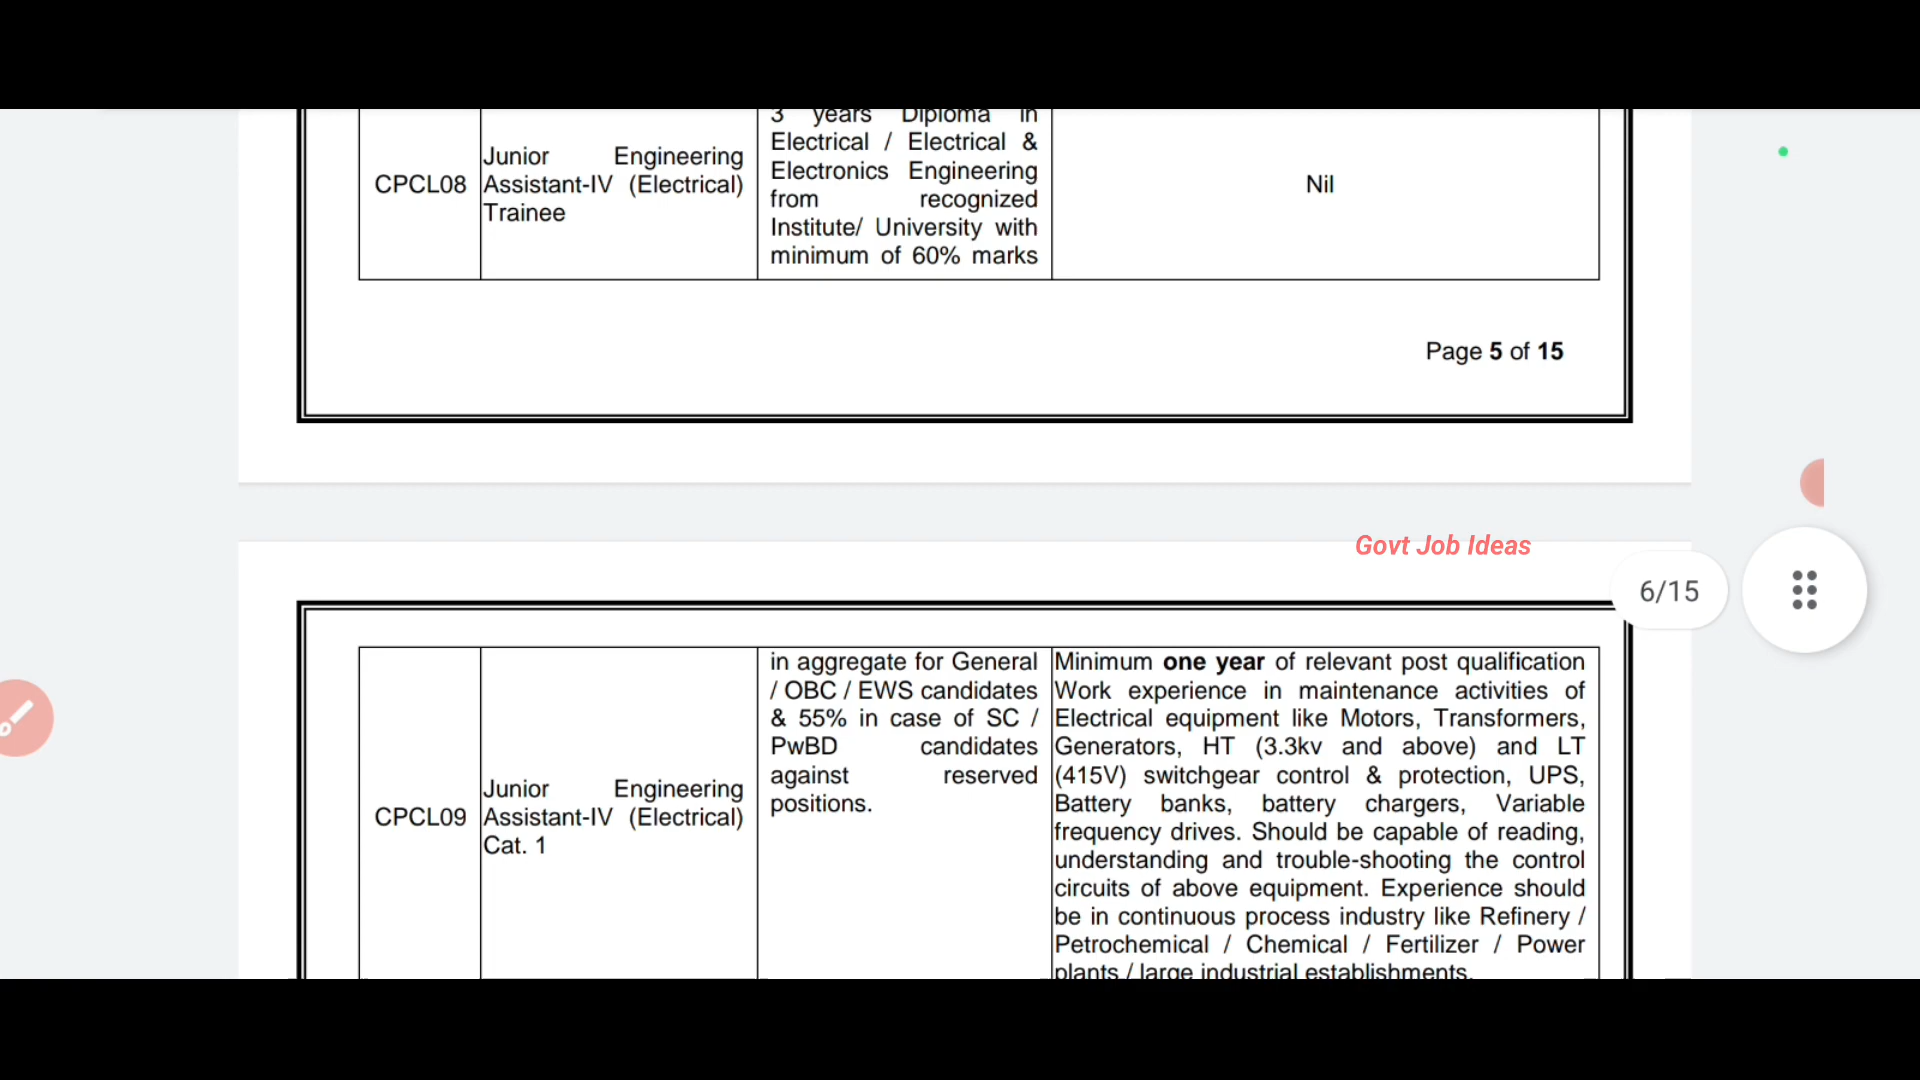 3 years Diploma in
Electrical / Electrical &
Electronics Engineering
from recognized
Institute/ University with
minimum of 60% marks
CPCL08
Junior Engineering
Assistant-IV (Electrical)
Trainee
Nil
Page 5 of 15
Govt Job Ideas
6/15
CPCL09
Junior Engineering
Assistant-IV (Electrical)
Cat. 1
in aggregate for General
/ OBC / EWS candidates
& 55% in case of SC /
PwBD candidates
against reserved
positions.
Minimum one year of relevant post qualification
Work experience in maintenance activities of
Electrical equipment like Motors, Transformers,
Generators, HT (3.3kv and above) and LT
(415V) switchgear control & protection, UPS,
Battery banks, battery chargers, Variable
frequency drives. Should be capable of reading,
understanding and trouble-shooting the control
circuits of above equipment. Experience should
be in continuous process industry like Refinery /
Petrochemical / Chemical / Fertilizer / Power
plants / large industrial establishments.